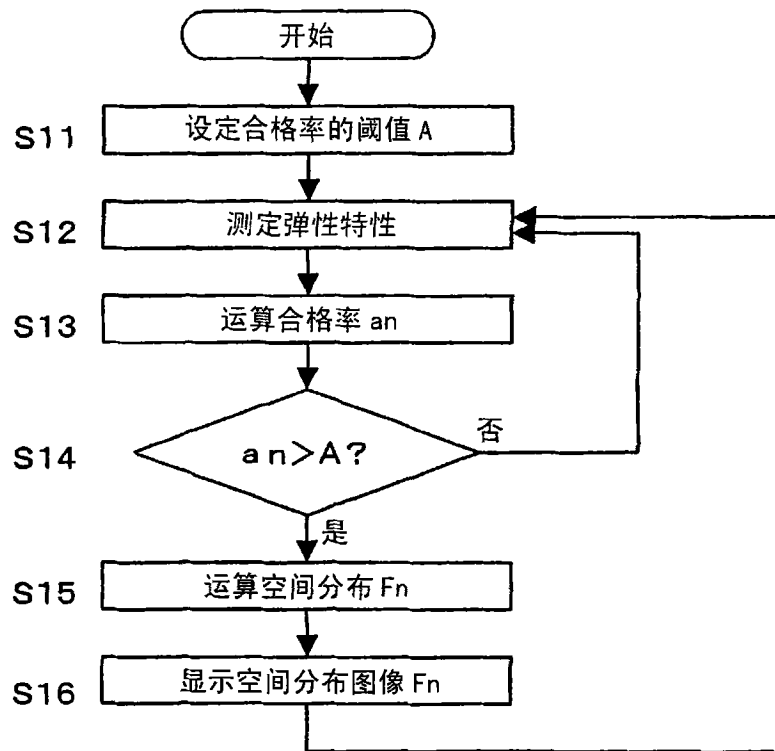 开始
S11 设定合格率的阈值 A
S12 测定弹性特性
S13 运算合格率 an
S14 an>A?
否
是
S15 运算空间分布 Fn
S16 显示空间分布图像 Fn